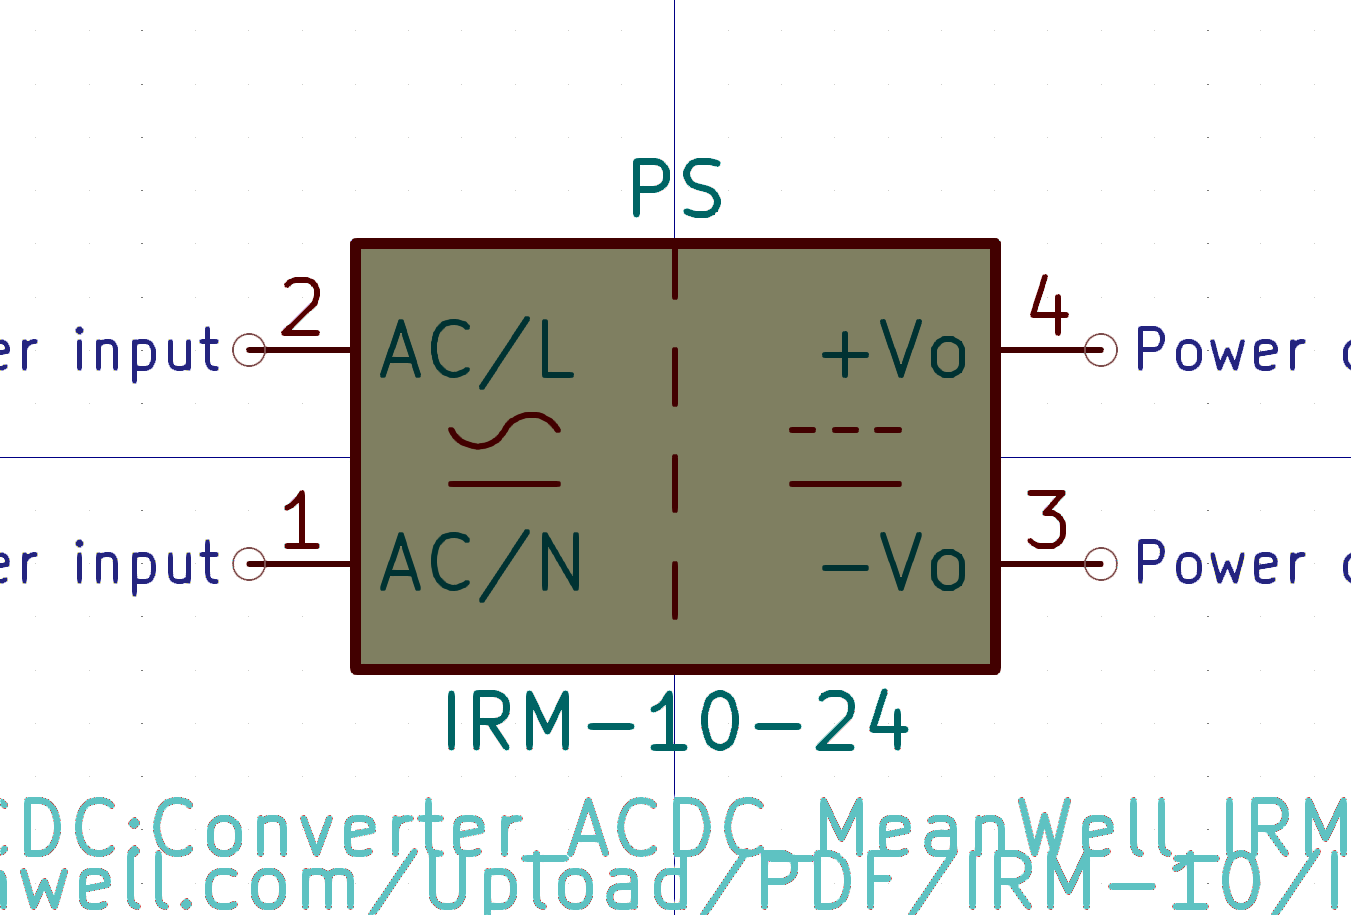 PS
2
4
er input
AC/L
+Vo
Power
1
3
er input
AC/N
-Vo
Power
IRM-10-24
CDC:Converter_ACDC_MeanWell_IRM
well.com/Upload/PDF/IRM-10/I